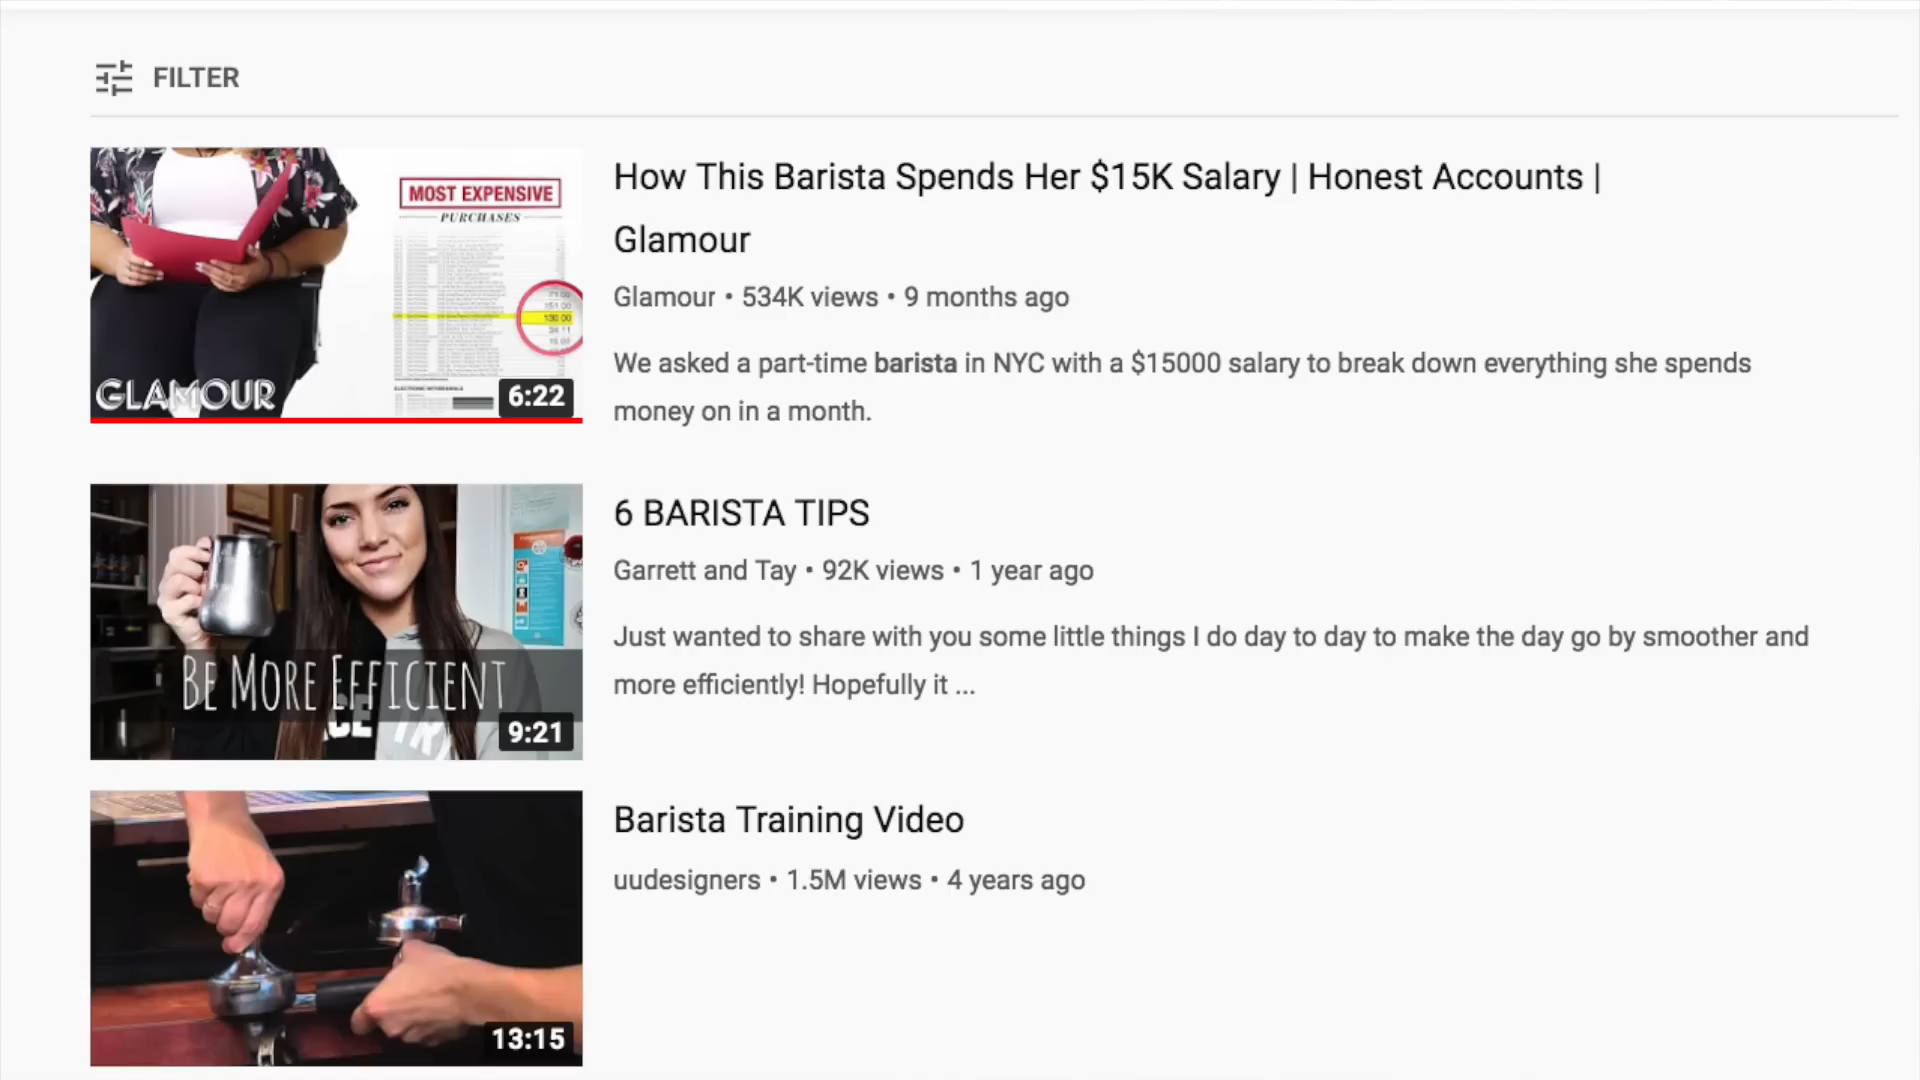 FILTER
MOST EXPENSIVE
PURCHASES
130.00
GLAMOUR
6:22
How This Barista Spends Her $15K Salary | Honest Accounts |
Glamour
Glamour • 534K views • 9 months ago
We asked a part-time barista in NYC with a $15000 salary to break down everything she spends
money on in a month.
BE MORE EFFICIENT
9:21
6 BARISTA TIPS
Garrett and Tay • 92K views • 1 year ago
Just wanted to share with you some little things I do day to day to make the day go by smoother and
more efficiently! Hopefully it ...
13:15
Barista Training Video
uudesigners • 1.5M views • 4 years ago